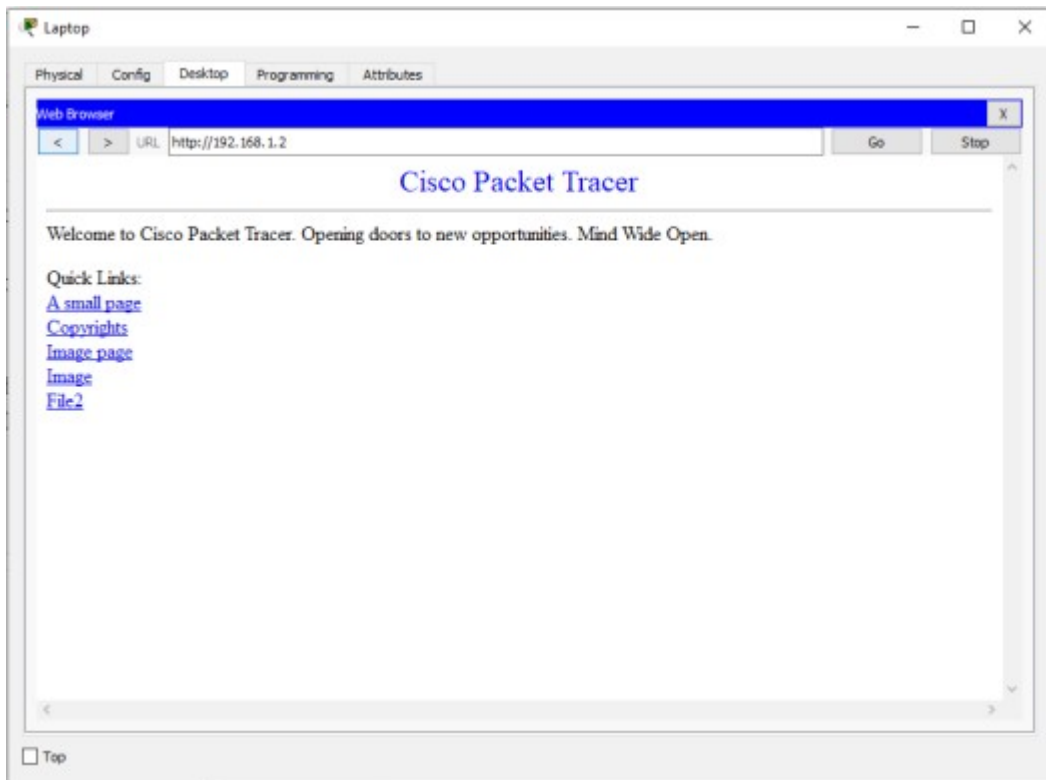 Laptop
Physical Config Desktop Programming Attributes
Web Browser X
< > URL http://192.168.1.2 Go Stop
Cisco Packet Tracer
Welcome to Cisco Packet Tracer. Opening doors to new opportunities. Mind Wide Open.
Quick Links:
A small page
Copyrights
Image page
Image
File2
Top